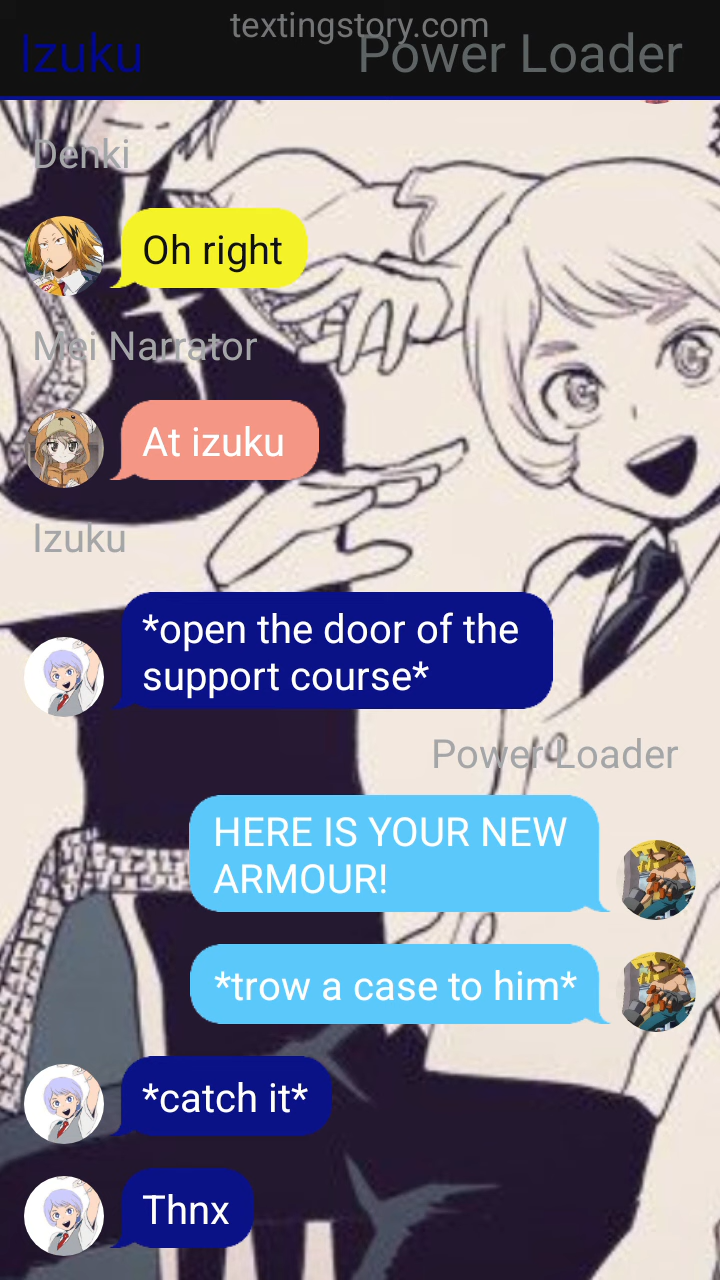 textingstory.com
Izuku
Power Loader
Denki
Oh right
Mei Narrator
At izuku
Izuku
*open the door of the
support course*
Power Loader
HERE IS YOUR NEW
ARMOUR!
*trow a case to him*
*catch it*
Thnx